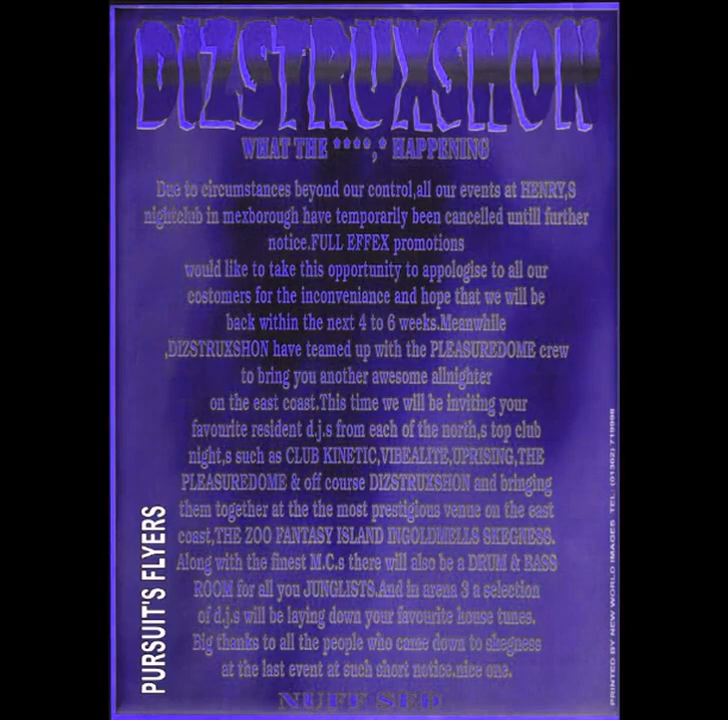 DIZSTRUXSHON
WHAT THE ****,* HAPPENING
Due to circumstances beyond our control,all our events at HENRY,S
nightclub in mexborough have temporarily been cancelled untill further
notice.FULL EFFEX promotions
would like to take this opportunity to appologise to all our
costomers for the inconveniance and hope that we will be
back within the next 4 to 6 weeks.Meanwhile
,DIZSTRUXSHON have teamed up with the PLEASUREDOME crew
to bring you another awesome allnighter
on the east coast.This time we will be inviting your
favourite resident d.j.s from each of the north,s top club
night,s such as CLUB KINETIC,VIBEALITE,UPRISING,THE
PLEASUREDOME & off course DIZSTRUXSHON and bringing
them together at the the most prestigious venue on the east
coast,THE ZOO FANTASY ISLAND INGOLDMELLS SKEGNESS.
Along with the finest M.C.s there will also be a DRUM & BASS
ROOM for all you JUNGLISTS.And in arena 3 a selection
of d.j.s will be laying down your favourite house tunes.
Big thanks to all the people who came down to skegness
at the last event at such chort notice.nice one.
NUFF SED
PURSUIT'S FLYERS
PRINTED BY NEW WORLD IMAGES TEL. (01302)